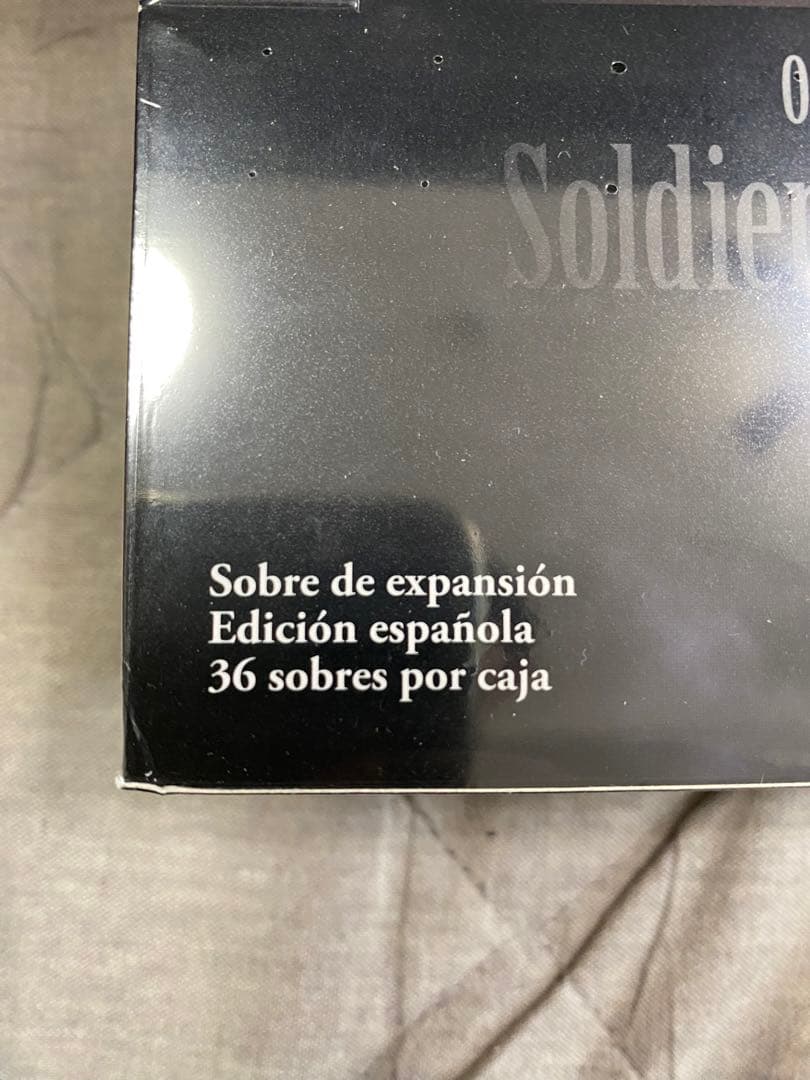 Soldier
Sobre de expansión
Edición española
36 sobres por caja